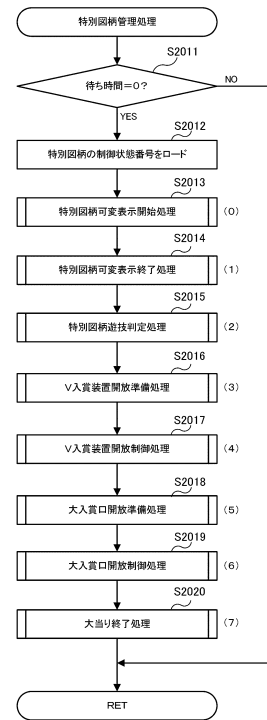 特別図柄管理処理
S2011
待ち時間=0?
NO
YES
S2012
特別図柄の制御状態番号をロード
S2013
特別図柄可変表示開始処理
(0)
S2014
特別図柄可変表示終了処理
(1)
S2015
特別図柄遊技判定処理
(2)
S2016
V入賞装置開放準備処理
(3)
S2017
V入賞装置開放制御処理
(4)
S2018
大入賞口開放準備処理
(5)
S2019
大入賞口開放制御処理
(6)
S2020
大当り終了処理
(7)
RET